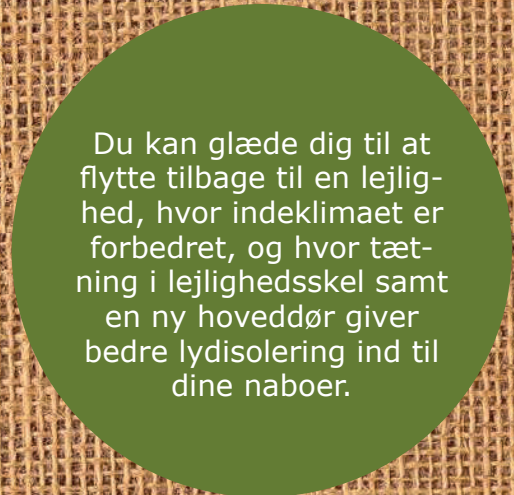 Du kan glæde dig til at
flytte tilbage til en lejlig-
hed, hvor indeklimaet er
forbedret, og hvor tæt-
ning i lejlighedsskel samt
en ny hoveddør giver
bedre lydisolering ind til
dine naboer.